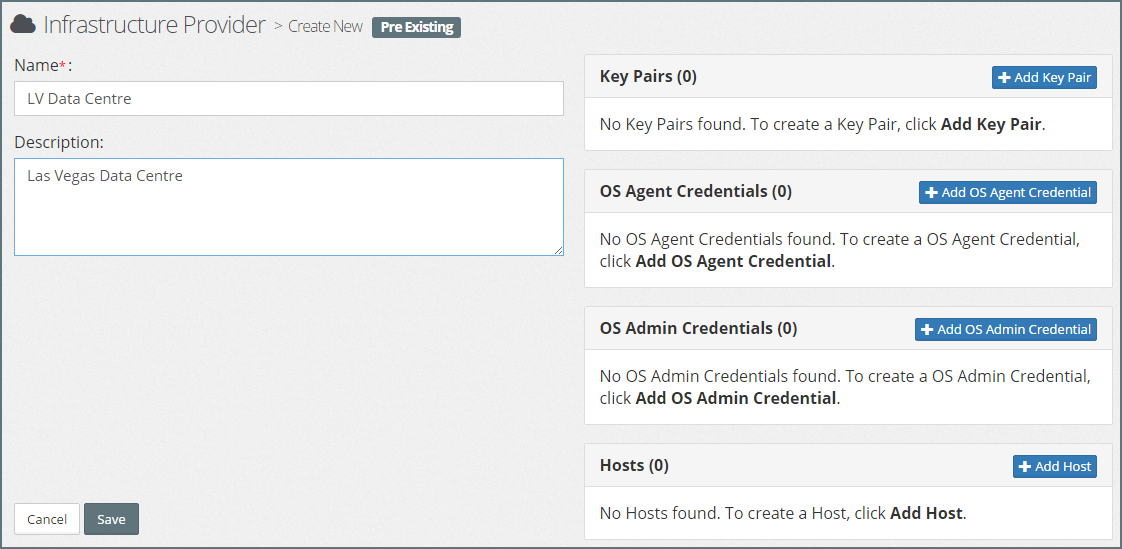 Infrastructure Provider > Create New Pre Existing
Name*:
LV Data Centre
Description:
Las Vegas Data Centre
Cancel Save
Key Pairs (0) Add Key Pair
No Key Pairs found. To create a Key Pair, click Add Key Pair.
OS Agent Credentials (0) Add OS Agent Credential
No OS Agent Credentials found. To create a OS Agent Credential,
click Add OS Agent Credential.
OS Admin Credentials (0) Add OS Admin Credential
No OS Admin Credentials found. To create a OS Admin Credential,
click Add OS Admin Credential.
Hosts (0) Add Host
No Hosts found. To create a Host, click Add Host.